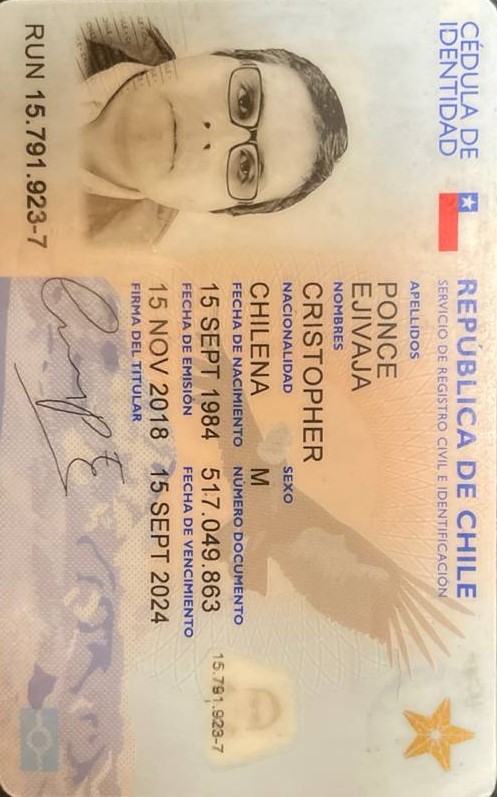 CÉDULA DE
IDENTIDAD
REPÚBLICA DE CHILE
SERVICIO DE REGISTRO CIVIL E IDENTIFICACIÓN
APELLIDOS
PONCE
EJIVAJA
NOMBRES
CRISTOPHER
NACIONALIDAD SEXO
CHILENA M
FECHA DE NACIMIENTO NÚMERO DOCUMENTO
15 SEPT 1984 517.049.863
FECHA DE EMISIÓN FECHA DE VENCIMIENTO
15 NOV 2018 15 SEPT 2024
FIRMA DEL TITULAR
RUN 15.791.923-7
15.791.923-7